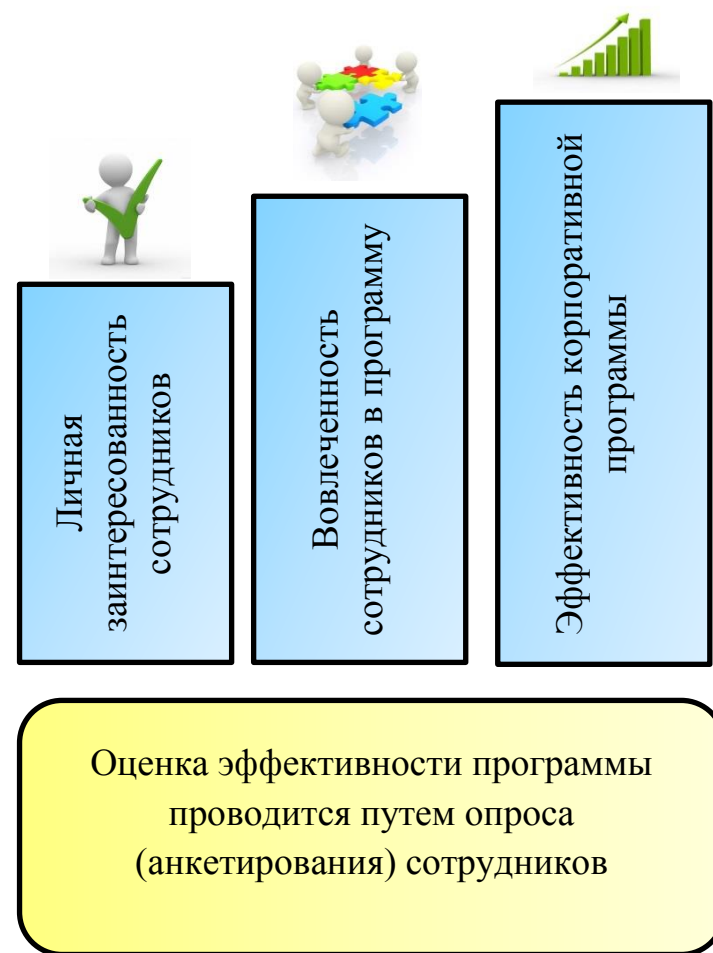 Личная
заинтересованность
сотрудников
Вовлеченность
сотрудников в программу
Эффективность корпоративной
программы
Оценка эффективности программы
проводится путем опроса
(анкетирования) сотрудников